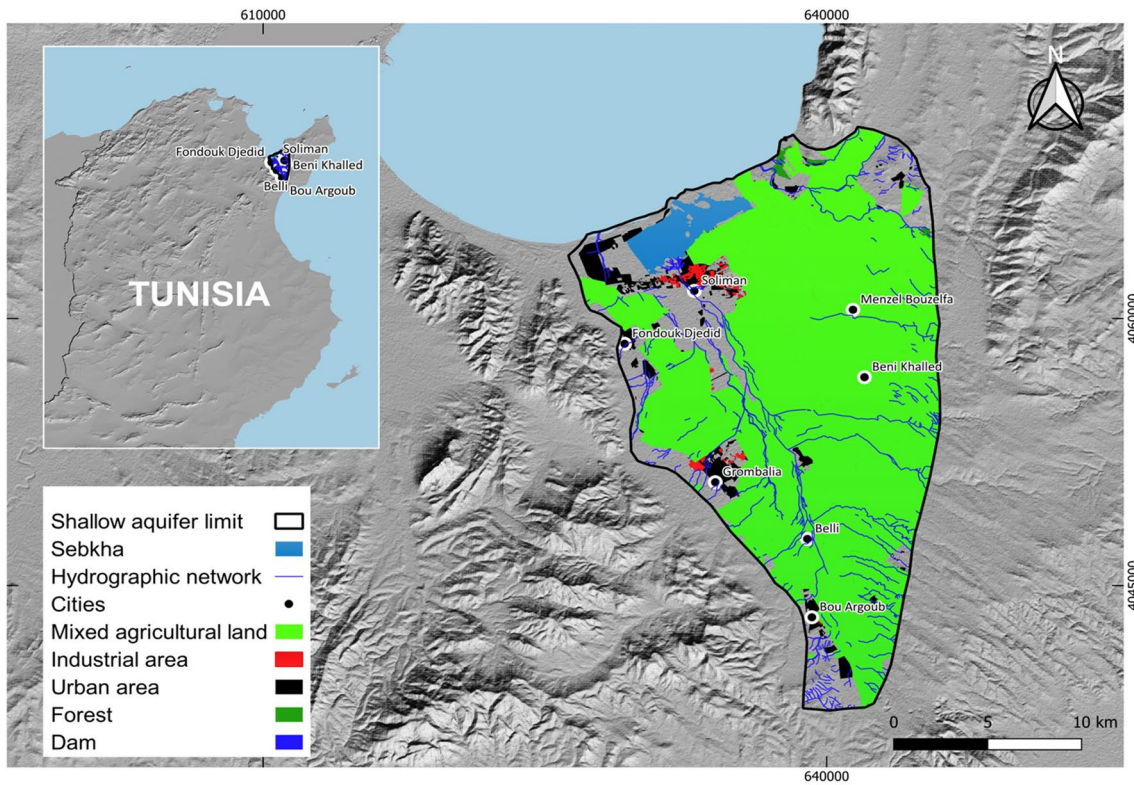 610000
640000
N
Fondouk Djedid
Soliman
Beni Khalled
Belli
Bou Argoub
TUNISIA
Soliman
Menzel Bouzelfa
4060000
Fondouk Djedid
Beni Khalled
Grombalia
Belli
4045000
Bou Argoub
Shallow aquifer limit
Sebkha
Hydrographic network
Cities
Mixed agricultural land
Industrial area
Urban area
Forest
Dam
0 5 10 km
640000